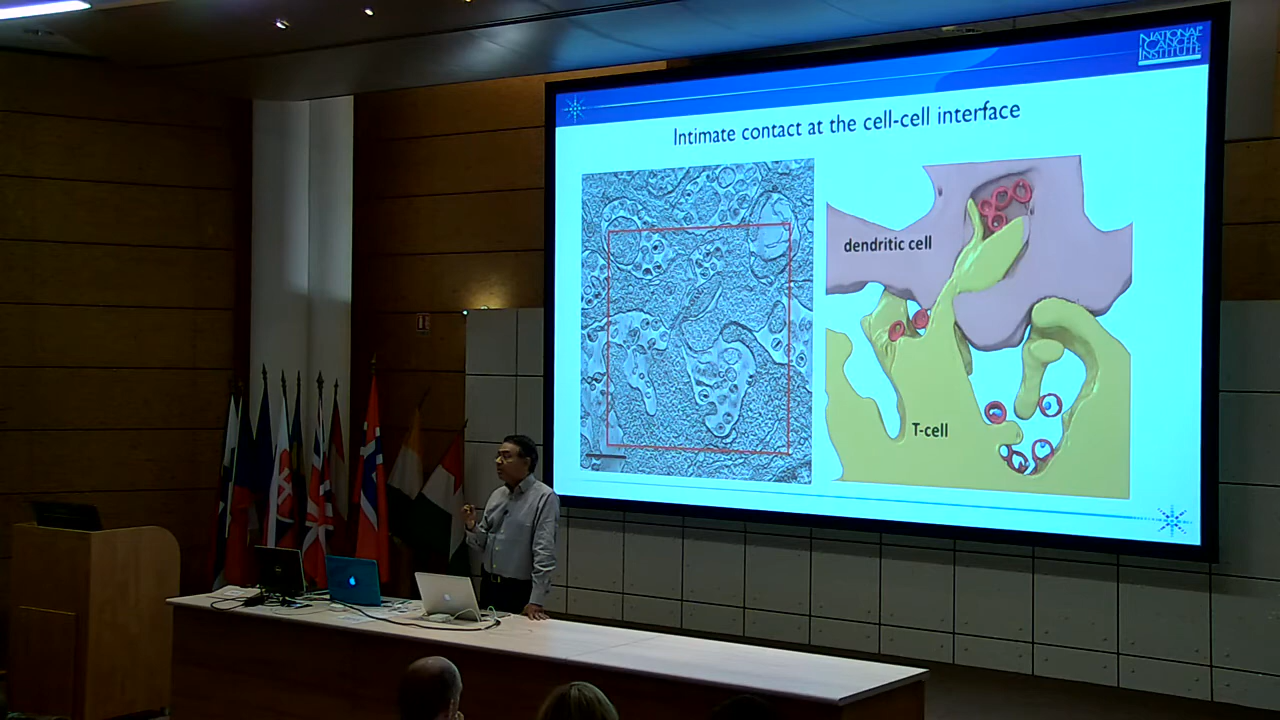 NATIONAL
CANCER
INSTITUTE
Intimate contact at the cell-cell interface
dendritic cell
T-cell